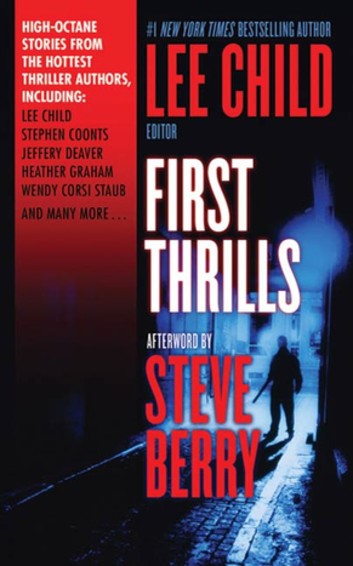 HIGH-OCTANE
STORIES FROM
THE HOTTEST
THRILLER AUTHORS,
INCLUDING:
LEE CHILD
STEPHEN COONTS
JEFFERY DEAVER
HEATHER GRAHAM
WENDY CORSI STAUB
AND MANY MORE . . .
#1 NEW YORK TIMES BESTSELLING AUTHOR
LEE CHILD
EDITOR
FIRST
THRILLS
AFTERWORD BY
STEVE
BERRY